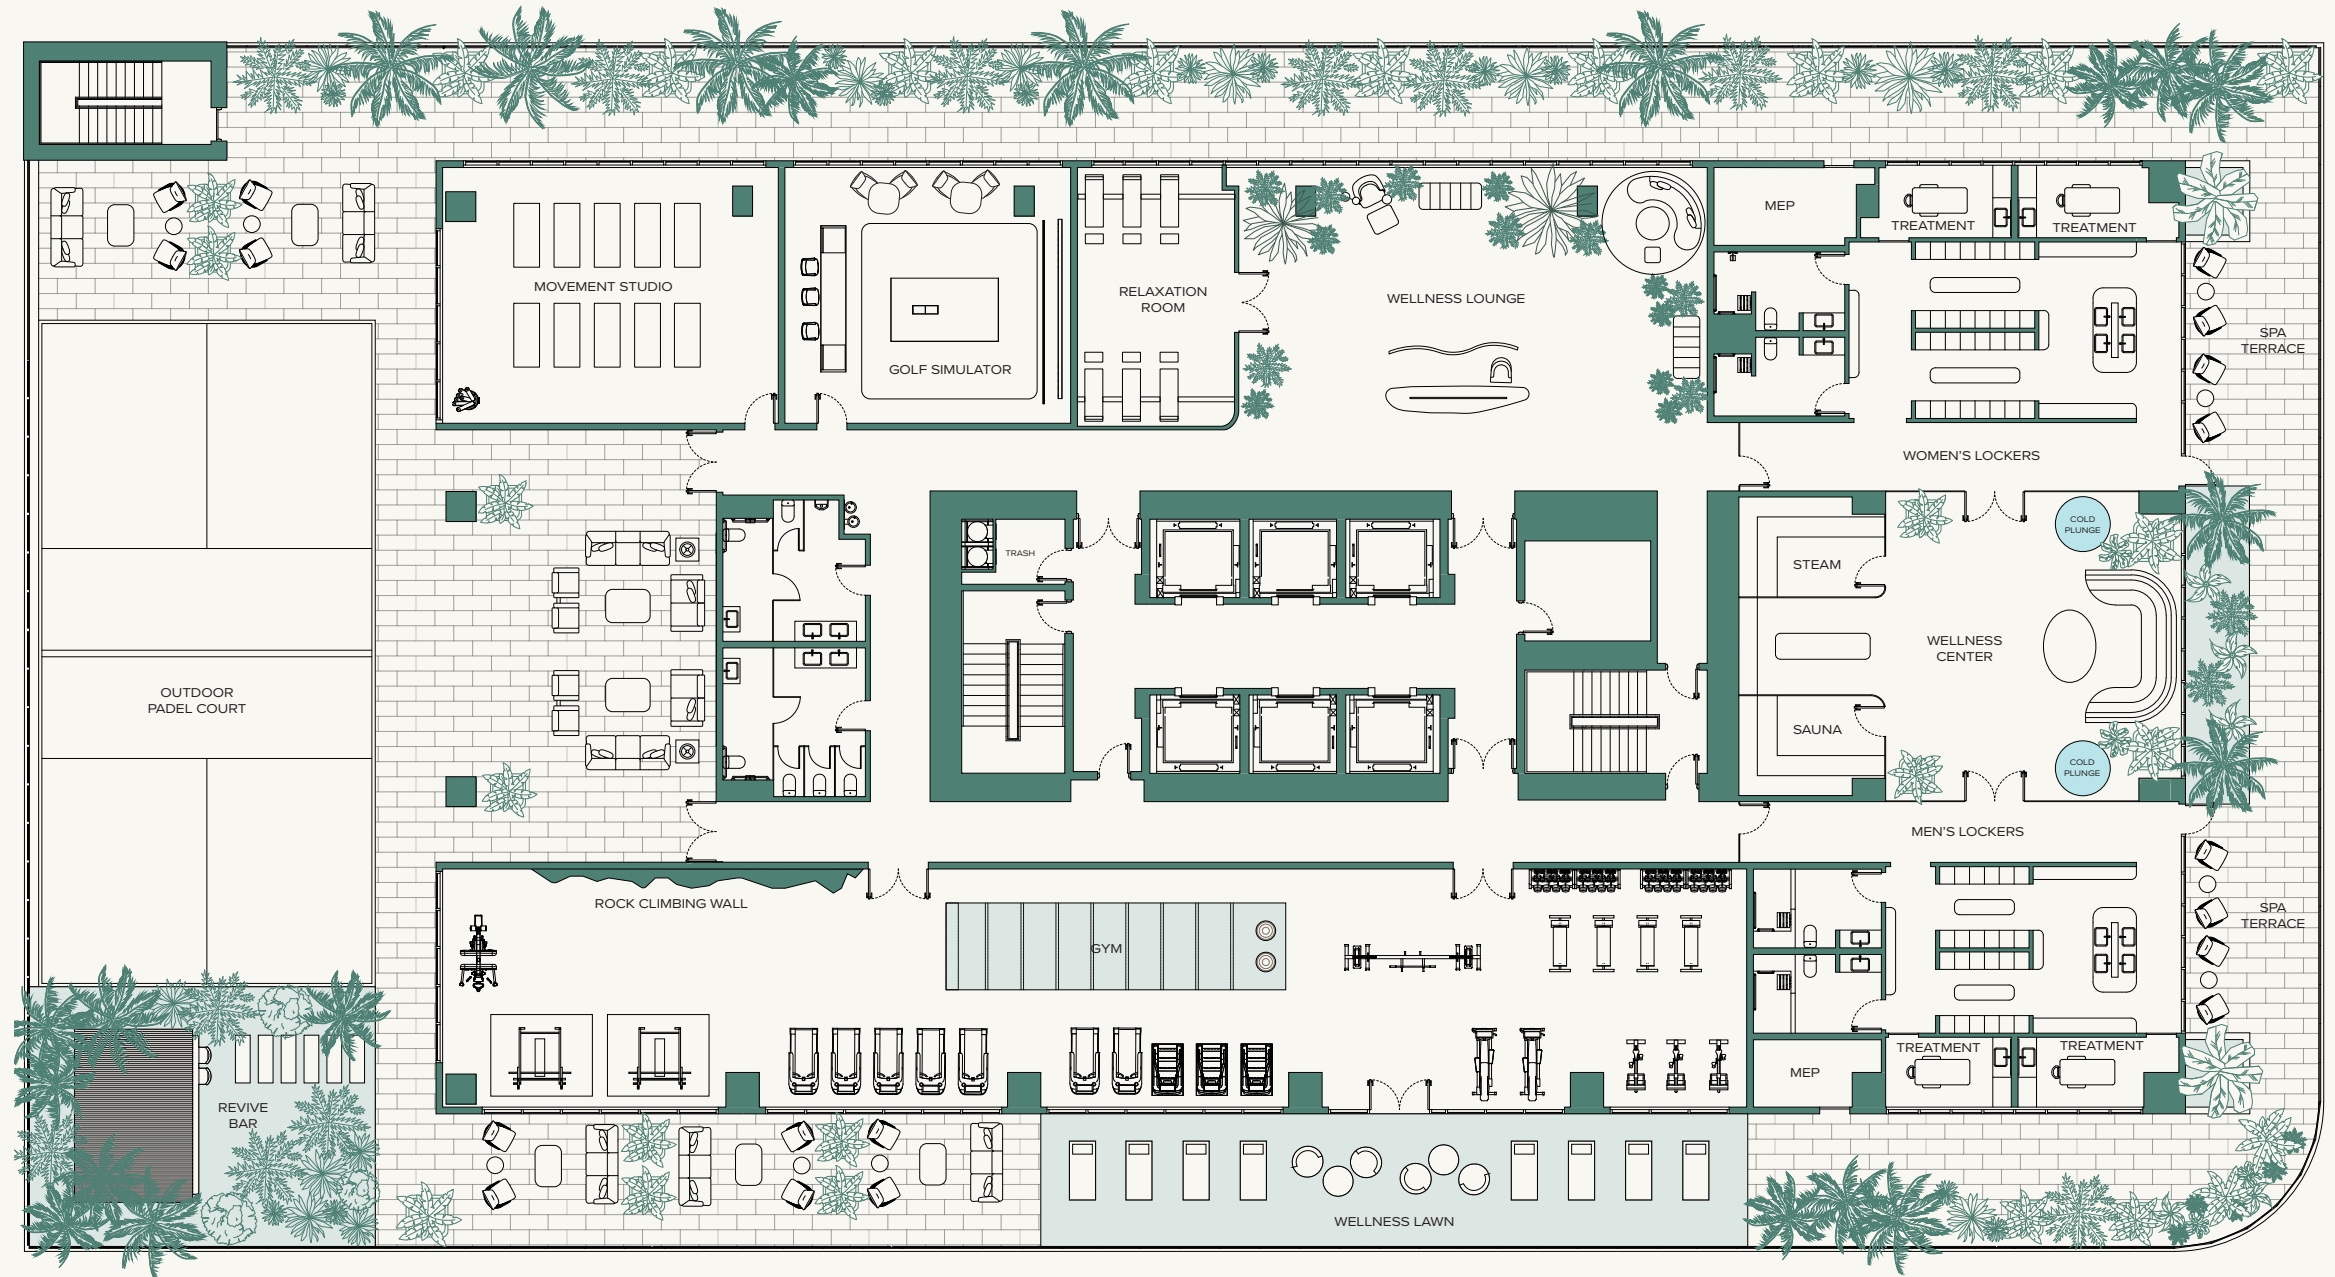 MEP
TREATMENT
TREATMENT
MOVEMENT STUDIO
RELAXATION
ROOM
WELLNESS LOUNGE
GOLF SIMULATOR
SPA
TERRACE
WOMEN'S LOCKERS
COLD
PLUNGE
TRASH
STEAM
WELLNESS
CENTER
OUTDOOR
PADEL COURT
SAUNA
COLD
PLUNGE
MEN'S LOCKERS
ROCK CLIMBING WALL
GYM
SPA
TERRACE
TREATMENT
TREATMENT
MEP
REVIVE
BAR
WELLNESS LAWN